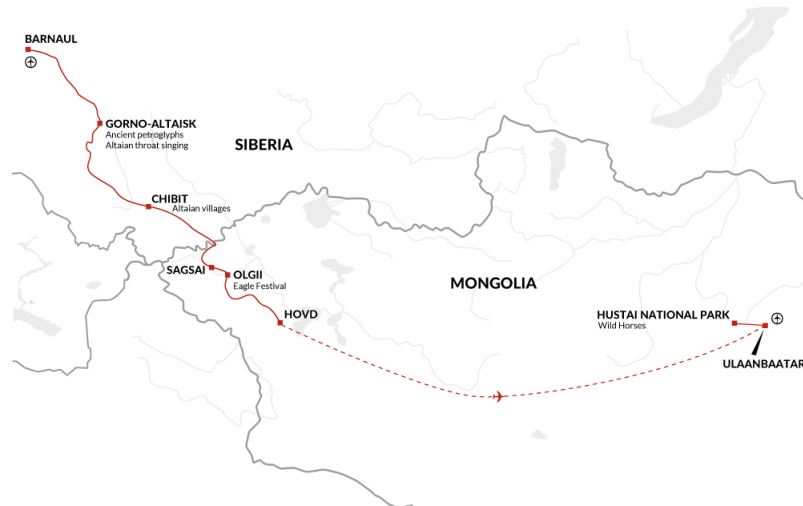 BARNAUL
GORNO-ALTAISK
Ancient petroglyphs
Altaian throat singing
SIBERIA
CHIBIT
Altaian villages
SAGSAI
OLGII
Eagle Festival
MONGOLIA
HOVD
HUSTAI NATIONAL PARK
Wild Horses
ULAANBAATAR